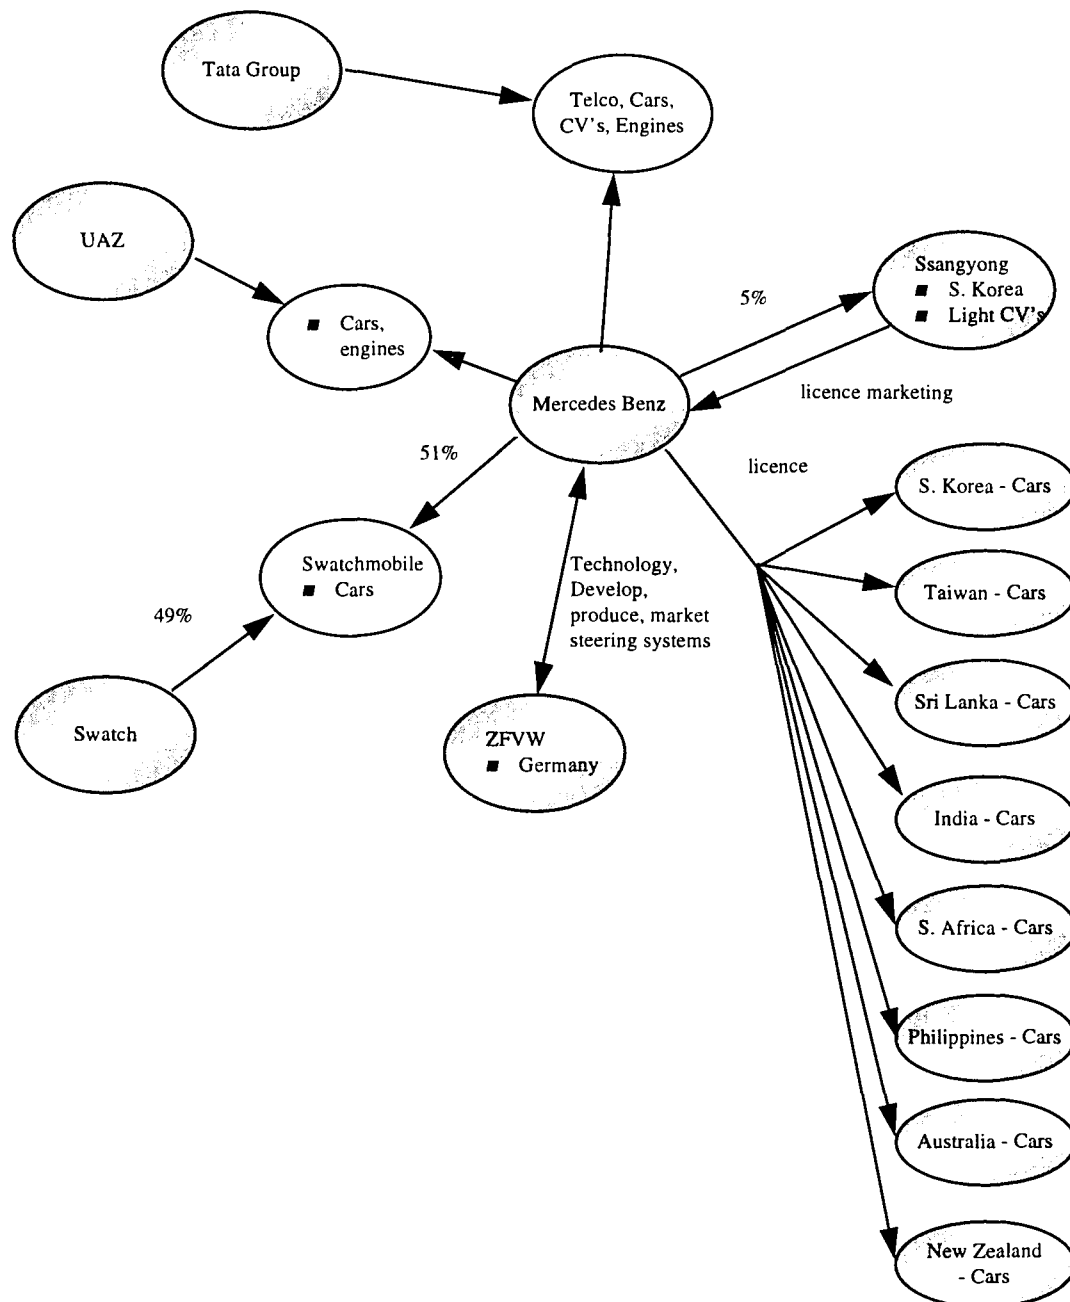 Tata Group
Telco, Cars,
CV's, Engines
UAZ
Ssangyong
■ S. Korea
■ Light CV's
5%
■ Cars,
engines
Mercedes Benz
licence marketing
51%
licence
S. Korea - Cars
Swatchmobile
■ Cars
Technology,
Develop,
produce, market
steering systems
Taiwan - Cars
49%
Sri Lanka - Cars
Swatch
ZFVW
■ Germany
India - Cars
S. Africa - Cars
Philippines - Cars
Australia - Cars
New Zealand
- Cars